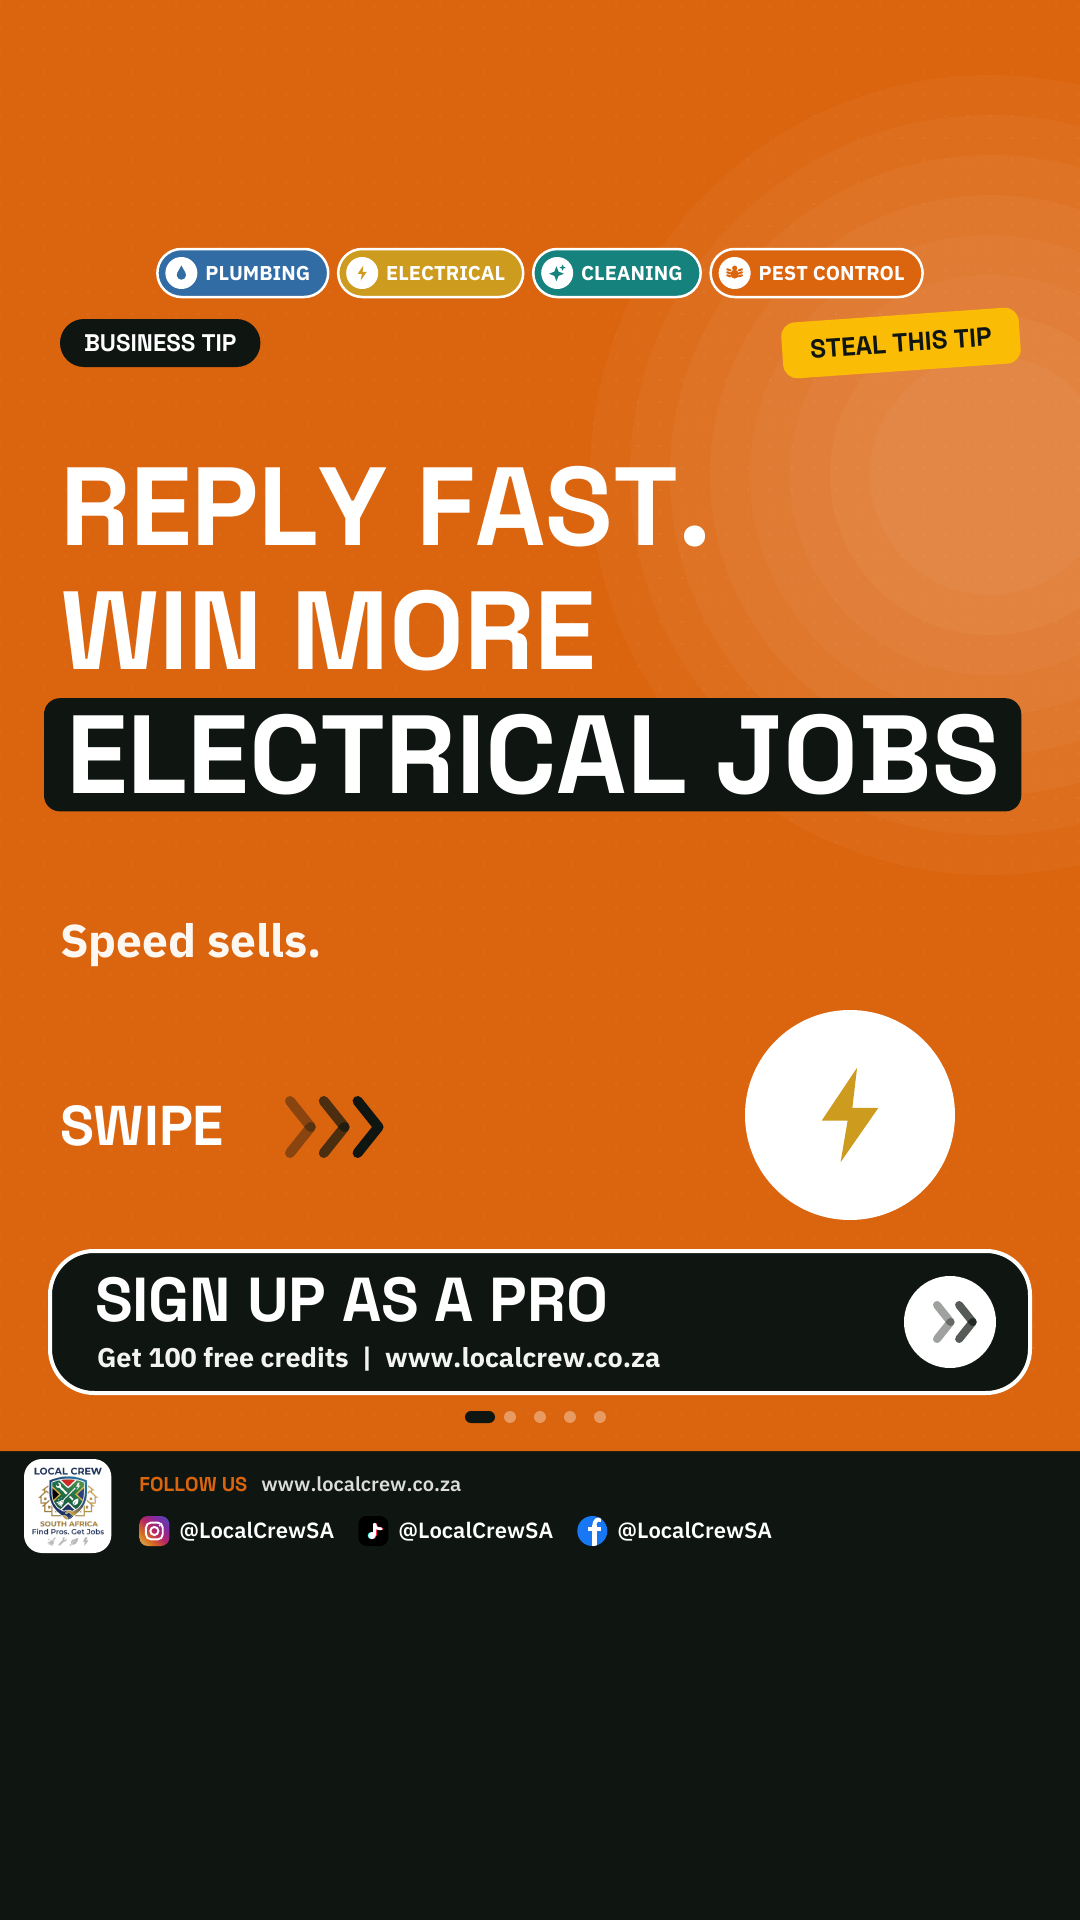 PLUMBING ELECTRICAL CLEANING PEST CONTROL
BUSINESS TIP
STEAL THIS TIP
REPLY FAST.
WIN MORE
ELECTRICAL JOBS
Speed sells.
SWIPE
SIGN UP AS A PRO
Get 100 free credits | www.localcrew.co.za
LOCAL CREW
SOUTH AFRICA
Find Pros. Get Jobs
FOLLOW US www.localcrew.co.za
@LocalCrewSA @LocalCrewSA @LocalCrewSA